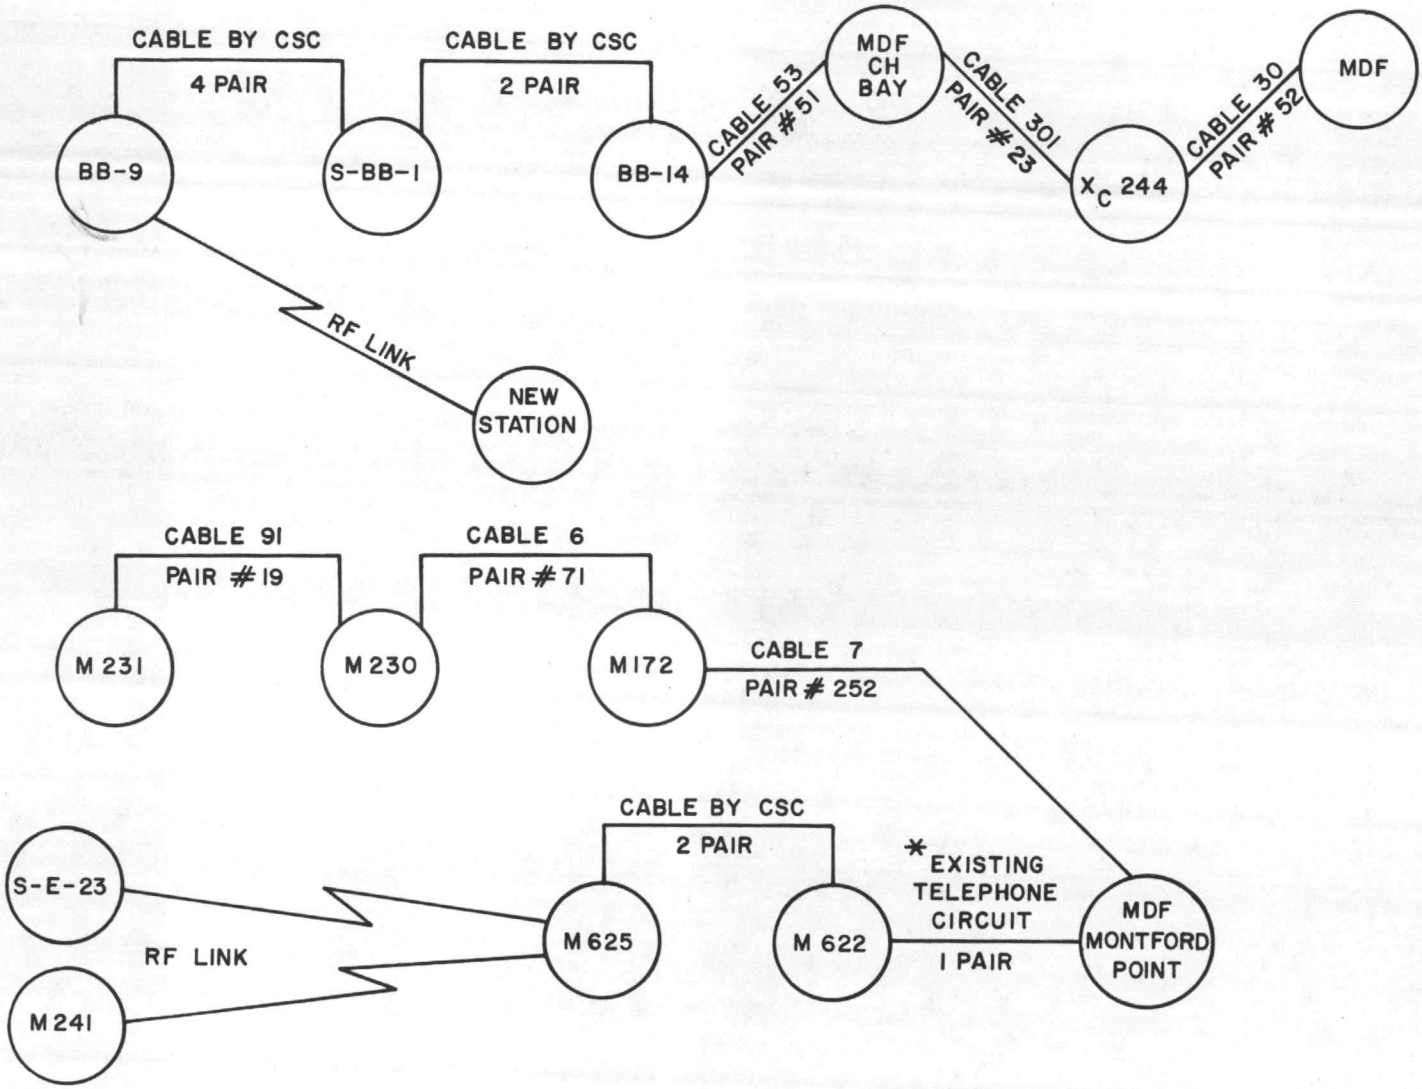 CABLE BY CSC
4 PAIR
CABLE BY CSC
2 PAIR
BB-9
S-BB-1
BB-14
CABLE 53
PAIR #51
MDF
CH
BAY
CABLE 301
PAIR #23
XC 244
CABLE 30
PAIR # 52
MDF
RF LINK
NEW
STATION
CABLE 91
PAIR #19
CABLE 6
PAIR #71
M 231
M 230
M172
CABLE 7
PAIR # 252
CABLE BY CSC
2 PAIR
* EXISTING
TELEPHONE
CIRCUIT
1 PAIR
S-E-23
RF LINK
M 241
M 625
M 622
MDF
MONTFORD
POINT